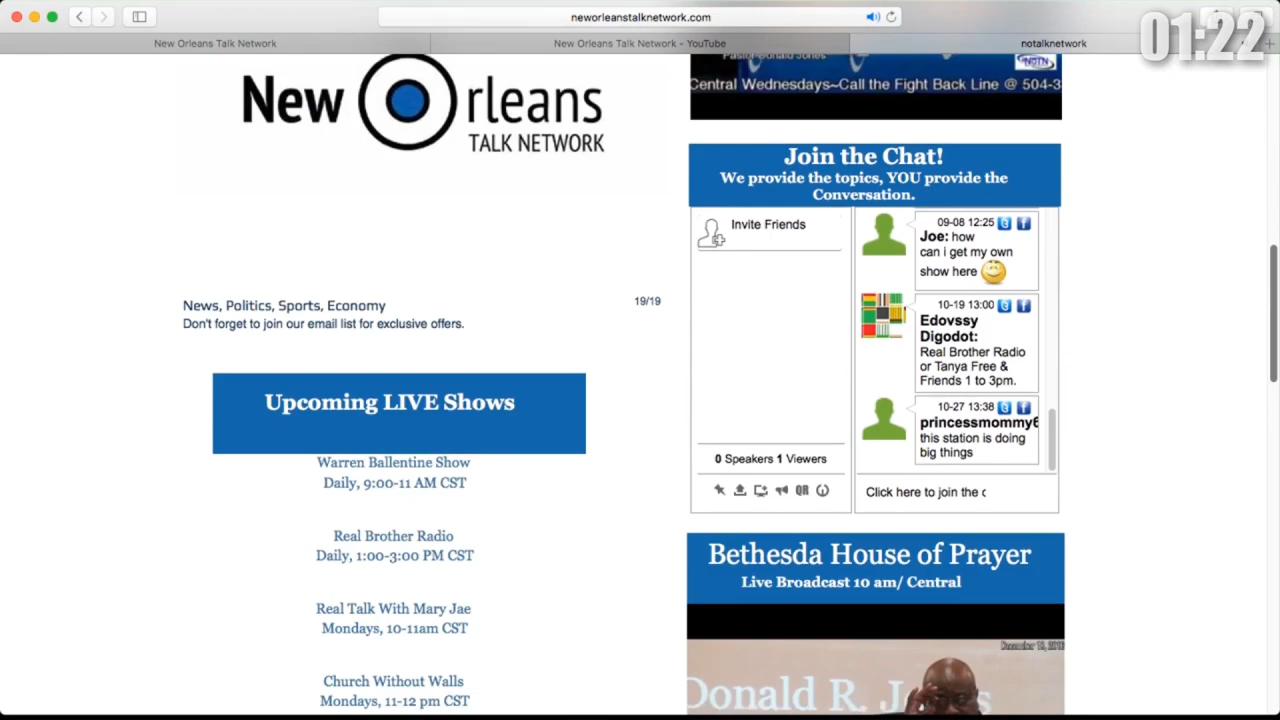 neworleanstalknetwork.com
01:22
New Orleans Talk Network
New Orleans Talk Network - YouTube
notalknetwork
New Orleans
TALK NETWORK
News, Politics, Sports, Economy
19/19
Don't forget to join our email list for exclusive offers.
Upcoming LIVE Shows
Warren Ballentine Show
Daily, 9:00-11 AM CST
Real Brother Radio
Daily, 1:00-3:00 PM CST
Real Talk With Mary Jae
Mondays, 10-11am CST
Church Without Walls
Mondays, 11-12 pm CST
Pastor Donald Jones
NOTN
Central Wednesdays~Call the Fight Back Line @ 504-3
Join the Chat!
We provide the topics, YOU provide the
Conversation.
Invite Friends
0 Speakers 1 Viewers
QR
09-08 12:25
Joe: how
can i get my own
show here
10-19 13:00
Edovssy
Digodot:
Real Brother Radio
or Tanya Free &
Friends 1 to 3pm.
10-27 13:38
princessmommy6
this station is doing
big things
Click here to join the c
Bethesda House of Prayer
Live Broadcast 10 am/ Central
Donald R. J